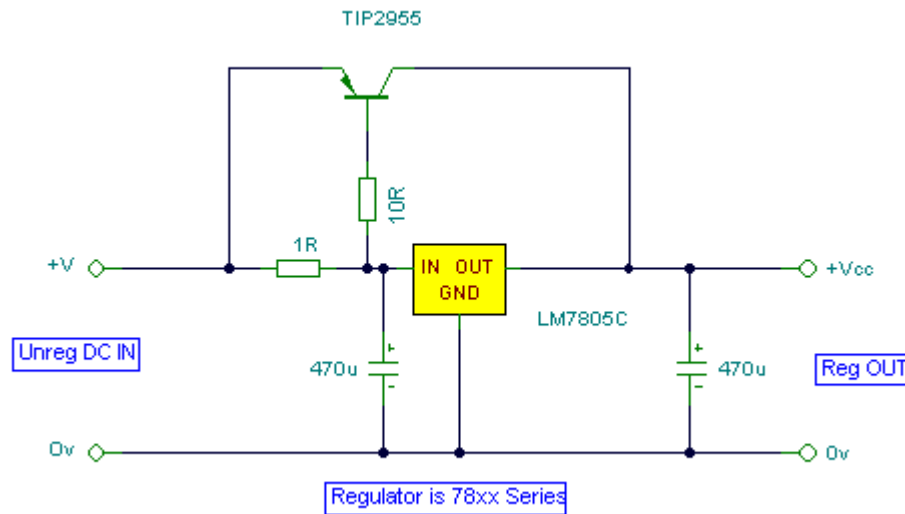 TIP2955
10R
1R
+V
IN OUT
GND
+Vcc
LM7805C
Unreg DC IN
+
470u
-
+
470u
-
Reg OUT
0v
0v
Regulator is 78xx Series